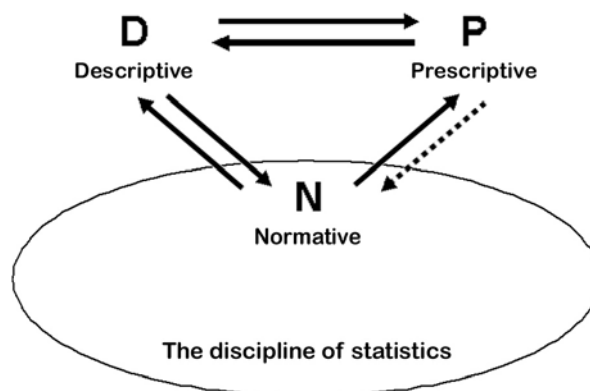 D P
Descriptive Prescriptive
N
Normative
The discipline of statistics